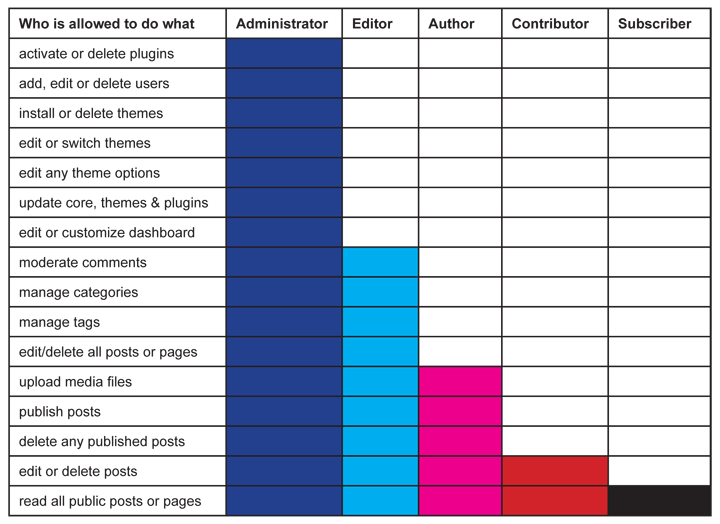 Who is allowed to do what Administrator Editor Author Contributor Subscriber
activate or delete plugins
add, edit or delete users
install or delete themes
edit or switch themes
edit any theme options
update core, themes & plugins
edit or customize dashboard
moderate comments
manage categories
manage tags
edit/delete all posts or pages
upload media files
publish posts
delete any published posts
edit or delete posts
read all public posts or pages